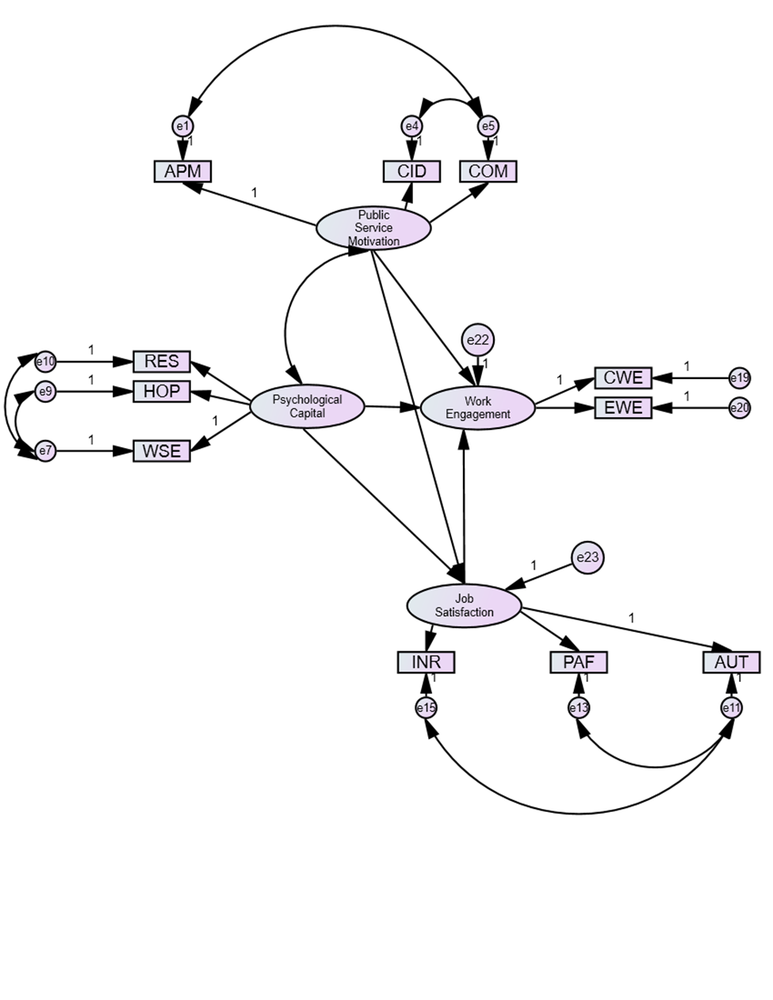 e1
e4
e5
1
1
1
APM
CID
COM
1
Public
Service
Motivation
e22
1
e10
1
RES
e9
1
HOP
e7
1
WSE
1
Psychological
Capital
Work
Engagement
1
CWE
1
e19
EWE
1
e20
e23
1
Job
Satisfaction
1
INR
PAF
AUT
1
1
1
e15
e13
e11